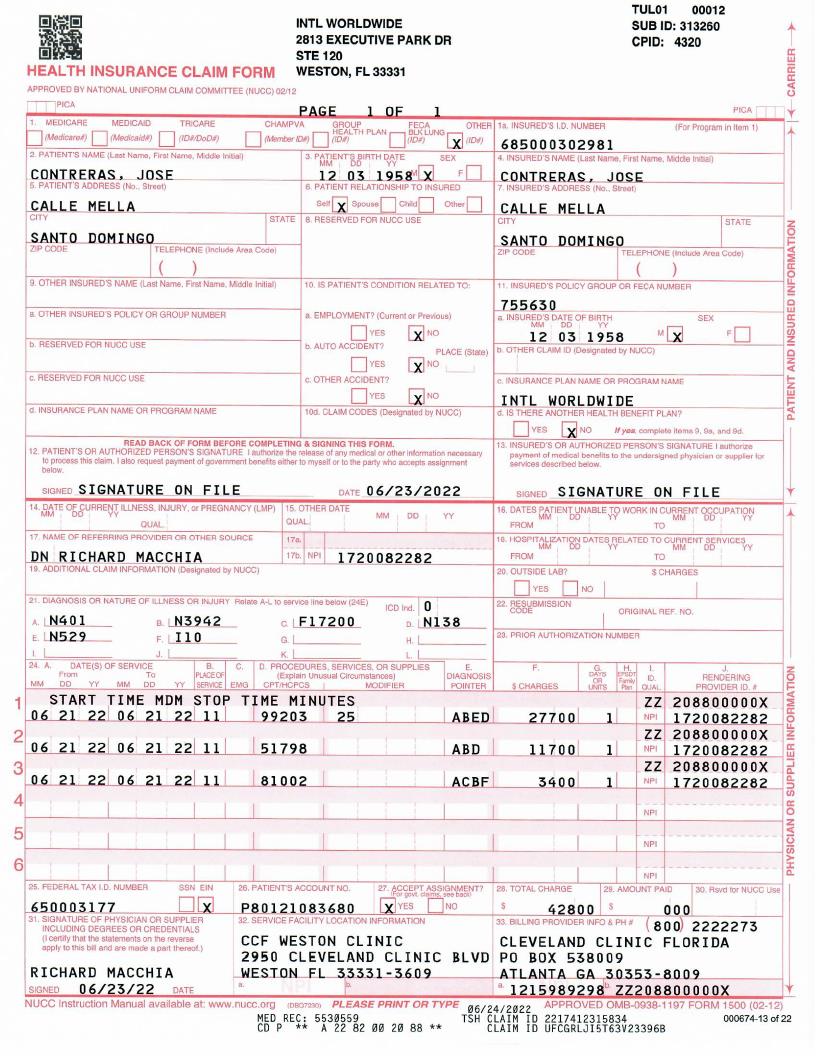 TUL01 00012
INTL WORLDWIDE
SUB ID: 313260
2813 EXECUTIVE PARK DR
CPID: 4320
STE 120
HEALTH INSURANCE CLAIM FORM
WESTON, FL 33331
CARRIER
APPROVED BY NATIONAL UNIFORM CLAIM COMMITTEE (NUCC) 02/12
PICA
PAGE 1 OF 1
PICA
1. MEDICARE MEDICAID TRICARE CHAMPVA GROUP HEALTH PLAN FECA BLK LUNG OTHER
(Medicare#) (Medicaid#) (ID#/DoD#) (Member ID#) (ID#) (ID#) X (ID#)
1a. INSURED'S I.D. NUMBER (For Program in Item 1)
685000302981
2. PATIENT'S NAME (Last Name, First Name, Middle Initial)
CONTRERAS, JOSE
3. PATIENT'S BIRTH DATE SEX
MM DD YY
12 03 1958 M X F
4. INSURED'S NAME (Last Name, First Name, Middle Initial)
CONTRERAS, JOSE
5. PATIENT'S ADDRESS (No., Street)
CALLE MELLA
6. PATIENT RELATIONSHIP TO INSURED
Self X Spouse Child Other
7. INSURED'S ADDRESS (No., Street)
CALLE MELLA
CITY STATE
SANTO DOMINGO
8. RESERVED FOR NUCC USE
CITY STATE
SANTO DOMINGO
ZIP CODE TELEPHONE (Include Area Code)
( )
ZIP CODE TELEPHONE (Include Area Code)
( )
9. OTHER INSURED'S NAME (Last Name, First Name, Middle Initial)
10. IS PATIENT'S CONDITION RELATED TO:
11. INSURED'S POLICY GROUP OR FECA NUMBER
755630
a. OTHER INSURED'S POLICY OR GROUP NUMBER
a. EMPLOYMENT? (Current or Previous)
YES X NO
a. INSURED'S DATE OF BIRTH SEX
MM DD YY
12 03 1958 M X F
b. RESERVED FOR NUCC USE
b. AUTO ACCIDENT? PLACE (State)
YES X NO
b. OTHER CLAIM ID (Designated by NUCC)
c. RESERVED FOR NUCC USE
c. OTHER ACCIDENT?
YES X NO
c. INSURANCE PLAN NAME OR PROGRAM NAME
INTL WORLDWIDE
d. INSURANCE PLAN NAME OR PROGRAM NAME
10d. CLAIM CODES (Designated by NUCC)
d. IS THERE ANOTHER HEALTH BENEFIT PLAN?
YES X NO If yes, complete items 9, 9a, and 9d.
PATIENT AND INSURED INFORMATION
READ BACK OF FORM BEFORE COMPLETING & SIGNING THIS FORM.
12. PATIENT'S OR AUTHORIZED PERSON'S SIGNATURE I authorize the release of any medical or other information necessary
to process this claim. I also request payment of government benefits either to myself or to the party who accepts assignment
below.
SIGNED SIGNATURE ON FILE DATE 06/23/2022
13. INSURED'S OR AUTHORIZED PERSON'S SIGNATURE I authorize
payment of medical benefits to the undersigned physician or supplier for
services described below.
SIGNED SIGNATURE ON FILE
14. DATE OF CURRENT ILLNESS, INJURY, or PREGNANCY (LMP)
MM DD YY
QUAL.
15. OTHER DATE
QUAL. MM DD YY
16. DATES PATIENT UNABLE TO WORK IN CURRENT OCCUPATION
MM DD YY MM DD YY
FROM TO
17. NAME OF REFERRING PROVIDER OR OTHER SOURCE
DN RICHARD MACCHIA
17a.
17b. NPI 1720082282
18. HOSPITALIZATION DATES RELATED TO CURRENT SERVICES
MM DD YY MM DD YY
FROM TO
19. ADDITIONAL CLAIM INFORMATION (Designated by NUCC)
20. OUTSIDE LAB? $ CHARGES
YES NO
21. DIAGNOSIS OR NATURE OF ILLNESS OR INJURY Relate A-L to service line below (24E) ICD Ind. 0
A. N401 B. N3942 C. F17200 D. N138
E. N529 F. I10 G. H.
I. J. K. L.
22. RESUBMISSION CODE ORIGINAL REF. NO.
23. PRIOR AUTHORIZATION NUMBER
24. A. DATE(S) OF SERVICE B. C. D. PROCEDURES, SERVICES, OR SUPPLIES E. F. G. H. I. J.
From To PLACE OF (Explain Unusual Circumstances) DIAGNOSIS DAYS OR UNITS EPSDT Family Plan ID. RENDERING
MM DD YY MM DD YY SERVICE EMG CPT/HCPCS MODIFIER POINTER $ CHARGES QUAL. PROVIDER ID. #
1 START TIME MDM STOP TIME MINUTES ZZ 208800000X
06 21 22 06 21 22 11 99203 25 ABED 27700 1 NPI 1720082282
2 ZZ 208800000X
06 21 22 06 21 22 11 51798 ABD 11700 1 NPI 1720082282
3 ZZ 208800000X
06 21 22 06 21 22 11 81002 ACBF 3400 1 NPI 1720082282
4
NPI
5
NPI
6
NPI
PHYSICIAN OR SUPPLIER INFORMATION
25. FEDERAL TAX I.D. NUMBER SSN EIN
650003177 X
26. PATIENT'S ACCOUNT NO.
P80121083680
27. ACCEPT ASSIGNMENT?
(For govt. claims, see back)
X YES NO
28. TOTAL CHARGE
$ 42800
29. AMOUNT PAID
$ 000
30. Rsvd for NUCC Use
31. SIGNATURE OF PHYSICIAN OR SUPPLIER
INCLUDING DEGREES OR CREDENTIALS
(I certify that the statements on the reverse
apply to this bill and are made a part thereof.)
RICHARD MACCHIA
SIGNED 06/23/22 DATE
32. SERVICE FACILITY LOCATION INFORMATION
CCF WESTON CLINIC
2950 CLEVELAND CLINIC BLVD
WESTON FL 33331-3609
a. NPI b.
33. BILLING PROVIDER INFO & PH # (800) 2222273
CLEVELAND CLINIC FLORIDA
PO BOX 538009
ATLANTA GA 30353-8009
a. 1215989298 b. ZZ208800000X
NUCC Instruction Manual available at: www.nucc.org (DBG7230) PLEASE PRINT OR TYPE APPROVED OMB-0938-1197 FORM 1500 (02-12)
06/24/2022
MED REC: 5530559 TSH CLAIM ID 2217412315834 000674-13 of 22
CD P ** A 22 82 00 20 88 ** CLAIM ID UFCGRLJI5T63V23396B